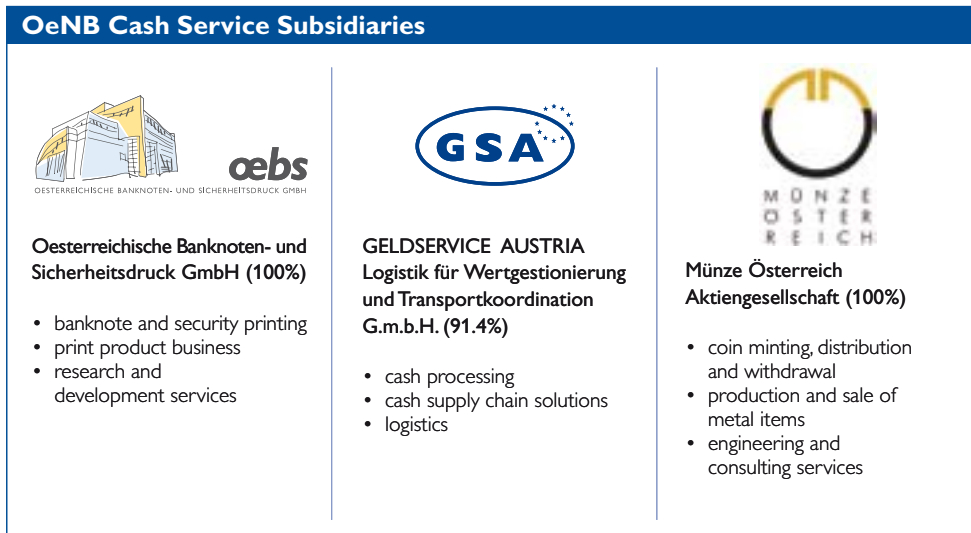 OeNB Cash Service Subsidiaries
œbs
OESTERREICHISCHE BANKNOTEN- UND SICHERHEITSDRUCK GMBH
Oesterreichische Banknoten- und
Sicherheitsdruck GmbH (100%)
• banknote and security printing
• print product business
• research and
development services
GSA
GELDSERVICE AUSTRIA
Logistik für Wertgestionierung
und Transportkoordination
G.m.b.H. (91.4%)
• cash processing
• cash supply chain solutions
• logistics
MÜNZE
ÖSTER
REICH
Münze Österreich
Aktiengesellschaft (100%)
• coin minting, distribution
and withdrawal
• production and sale of
metal items
• engineering and
consulting services